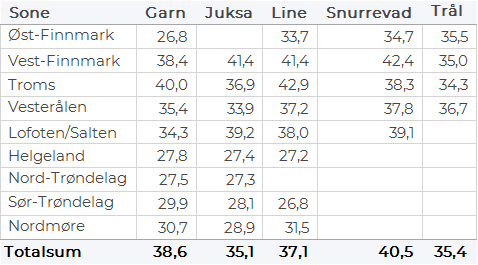 Sone Garn Juksa Line Snurrevad Trål
Øst-Finnmark 26,8 33,7 34,7 35,5
Vest-Finnmark 38,4 41,4 41,4 42,4 35,0
Troms 40,0 36,9 42,9 38,3 34,3
Vesterålen 35,4 33,9 37,2 37,8 36,7
Lofoten/Salten 34,3 39,2 38,0 39,1
Helgeland 27,8 27,4 27,2
Nord-Trøndelag 27,5 27,3
Sør-Trøndelag 29,9 28,1 26,8
Nordmøre 30,7 28,9 31,5
Totalsum 38,6 35,1 37,1 40,5 35,4